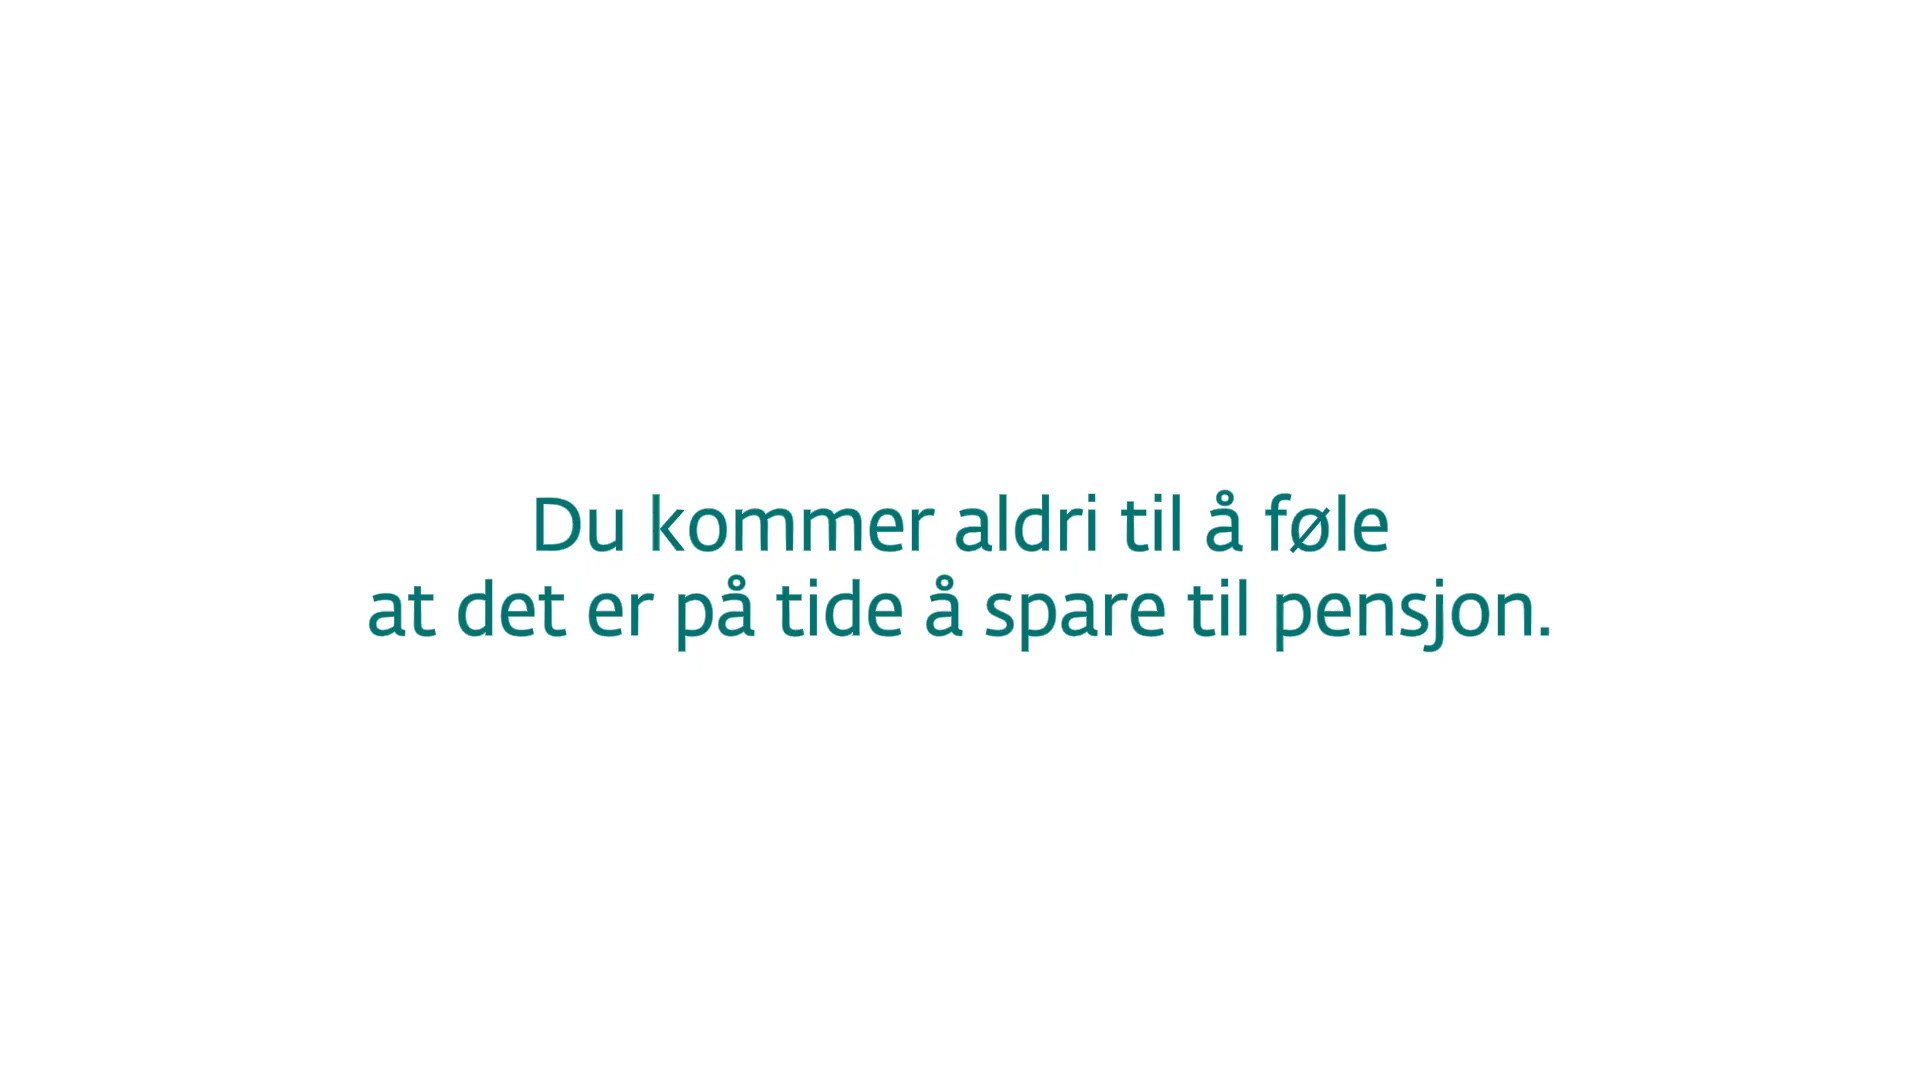 Du kommer aldri til å føle
at det er på tide å spare til pensjon.